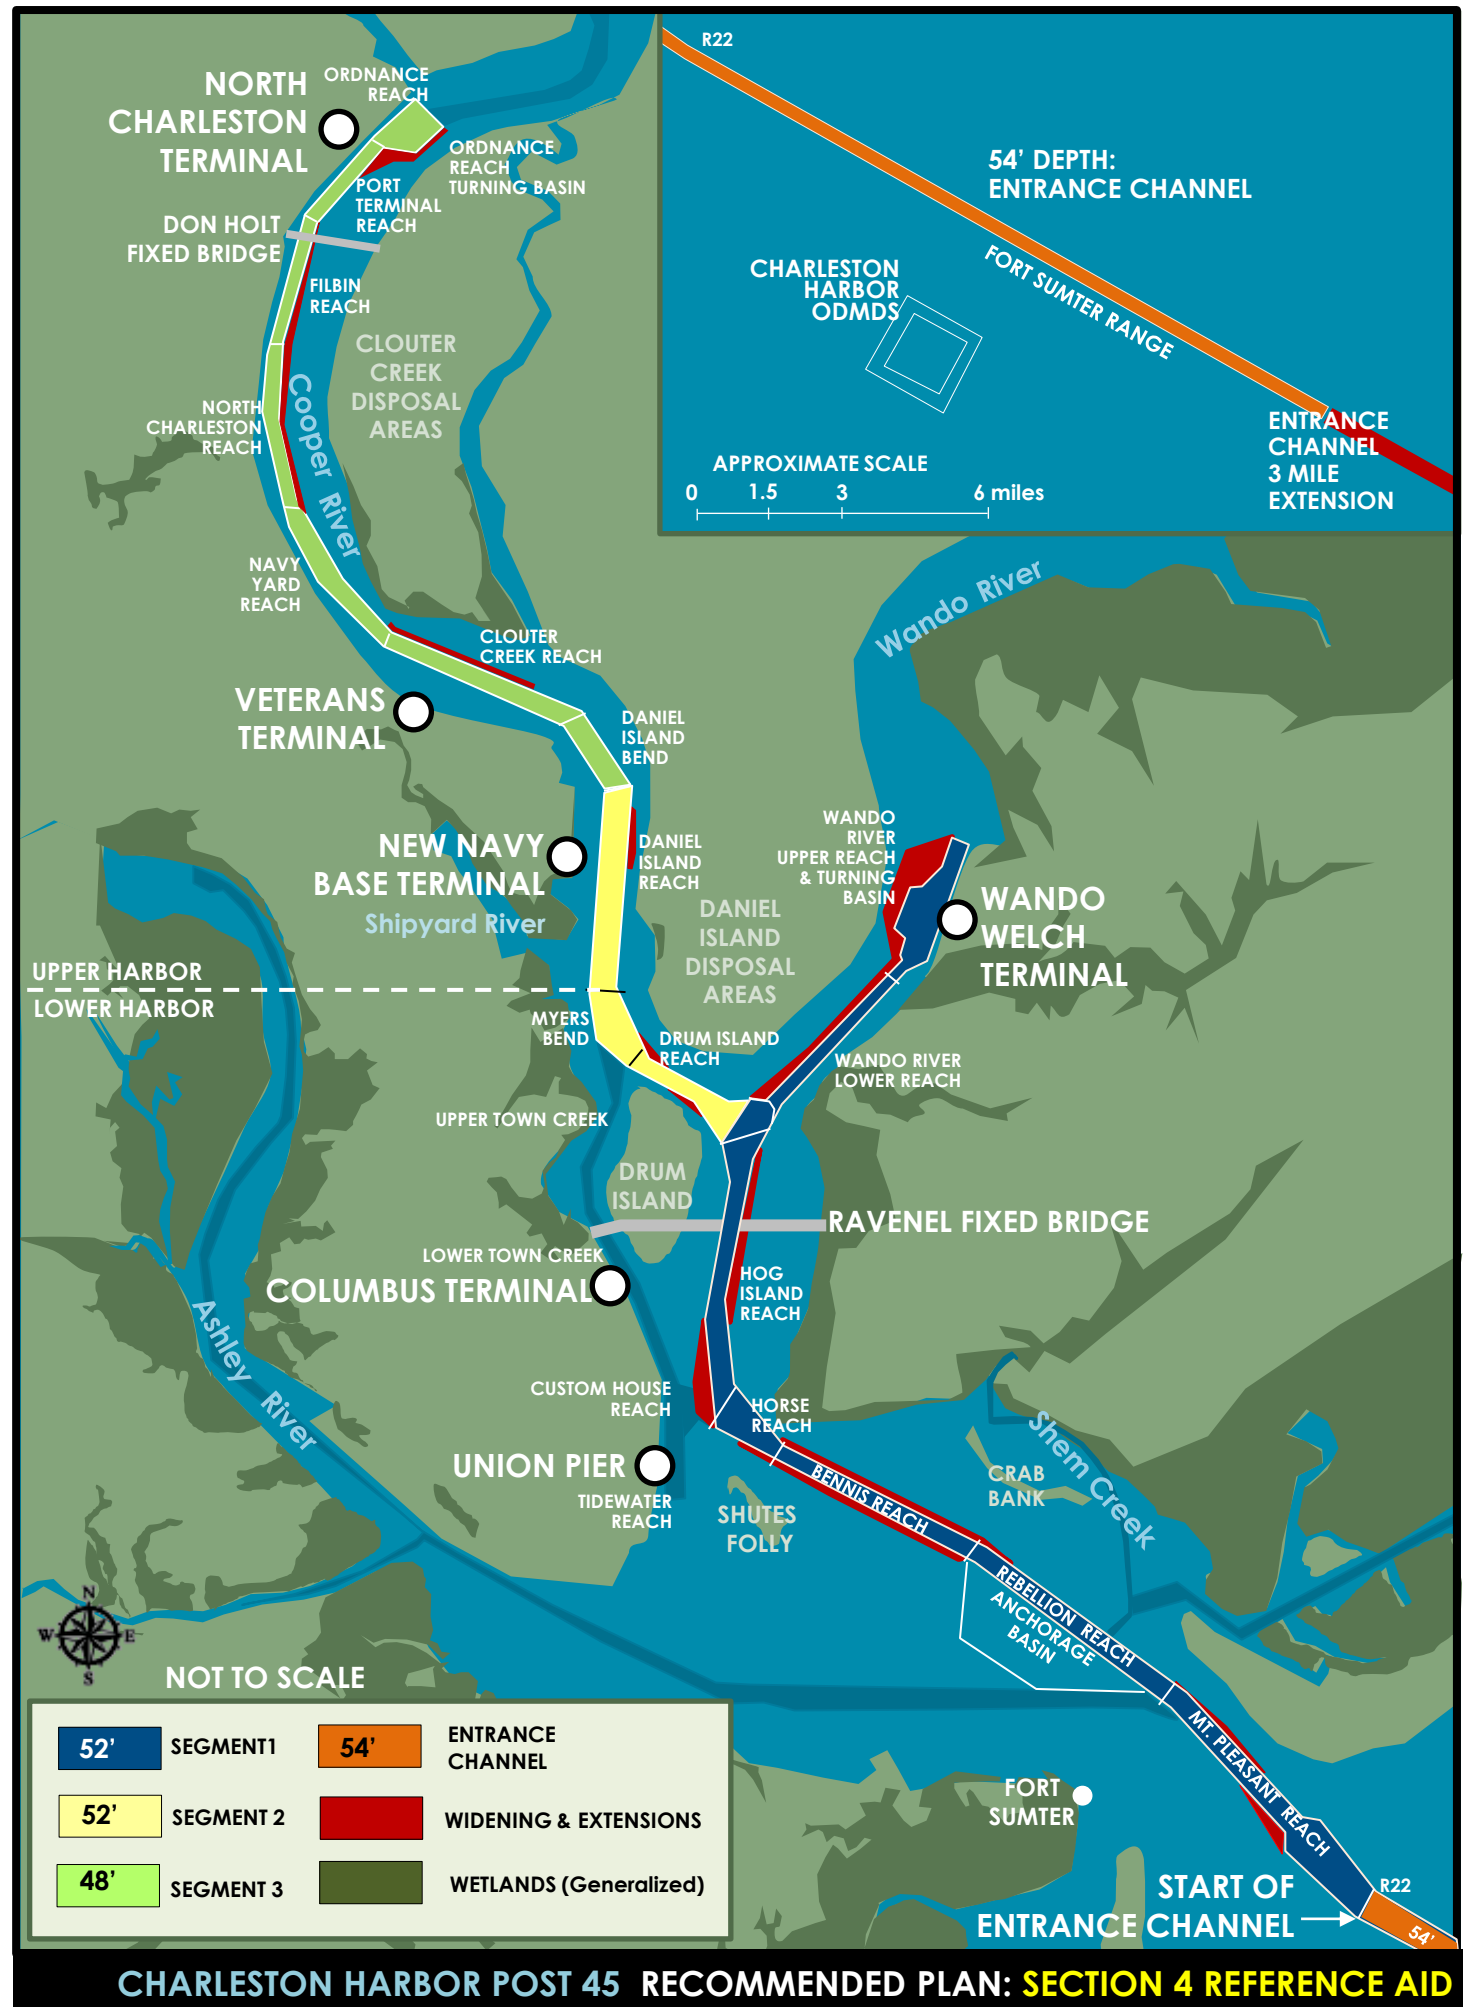 NORTH
CHARLESTON
TERMINAL
ORDNANCE
REACH
ORDNANCE
REACH
TURNING BASIN
PORT
TERMINAL
REACH
DON HOLT
FIXED BRIDGE
FILBIN
REACH
CLOUTER
CREEK
DISPOSAL
AREAS
NORTH
CHARLESTON
REACH
Cooper River
NAVY
YARD
REACH
CLOUTER
CREEK REACH
VETERANS
TERMINAL
DANIEL
ISLAND
BEND
R22
54’ DEPTH:
ENTRANCE CHANNEL
FORT SUMTER RANGE
CHARLESTON
HARBOR
ODMDS
ENTRANCE
CHANNEL
3 MILE
EXTENSION
APPROXIMATE SCALE
0 1.5 3 6 miles
Wando River
NEW NAVY
BASE TERMINAL
Shipyard River
DANIEL
ISLAND
REACH
DANIEL
ISLAND
DISPOSAL
AREAS
WANDO
RIVER
UPPER REACH
& TURNING
BASIN
WANDO
WELCH
TERMINAL
UPPER HARBOR
LOWER HARBOR
MYERS
BEND
DRUM ISLAND
REACH
WANDO RIVER
LOWER REACH
UPPER TOWN CREEK
DRUM
ISLAND
RAVENEL FIXED BRIDGE
LOWER TOWN CREEK
COLUMBUS TERMINAL
HOG
ISLAND
REACH
Ashley River
CUSTOM HOUSE
REACH
HORSE
REACH
UNION PIER
TIDEWATER
REACH
SHUTES
FOLLY
BENNIS REACH
CRAB
BANK
Shem Creek
REBELLION REACH
ANCHORAGE
BASIN
MT. PLEASANT REACH
FORT
SUMTER
START OF
ENTRANCE CHANNEL
R22
54’
N
W E
S
NOT TO SCALE
52’ SEGMENT1
54’ ENTRANCE
CHANNEL
52’ SEGMENT 2
WIDENING & EXTENSIONS
48’ SEGMENT 3
WETLANDS (Generalized)
CHARLESTON HARBOR POST 45 RECOMMENDED PLAN: SECTION 4 REFERENCE AID